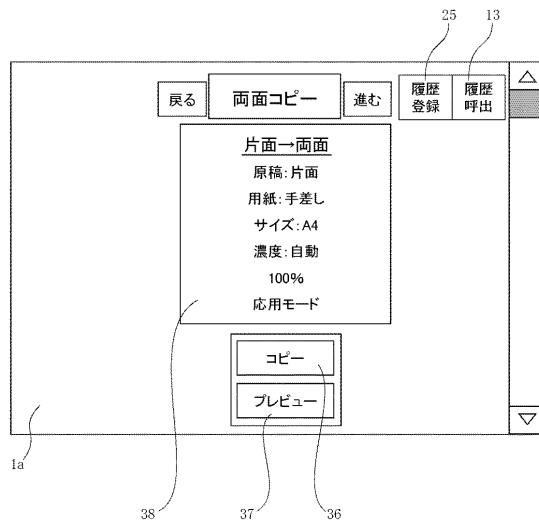 25
13
戻る
両面コピー
進む
履歴
登録
履歴
呼出
片面→両面
原稿:片面
用紙:手差し
サイズ:A4
濃度:自動
100%
応用モード
コピー
プレビュー
1a
38
37
36